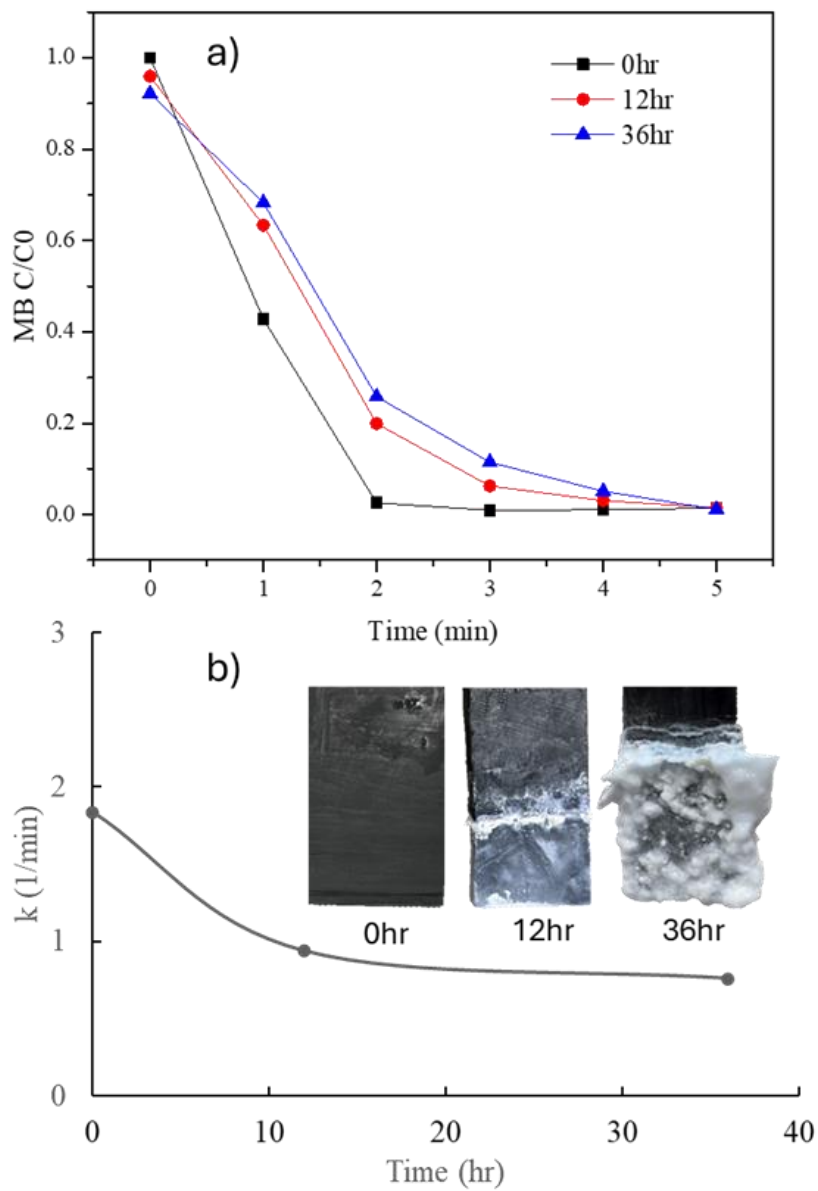 a)
0hr
12hr
36hr
1.0
0.8
0.6
0.4
0.2
0.0
MB C/C0
0 1 2 3 4 5
Time (min)
b)
3
2
1
0
k (1/min)
0hr 12hr 36hr
0 10 20 30 40
Time (hr)